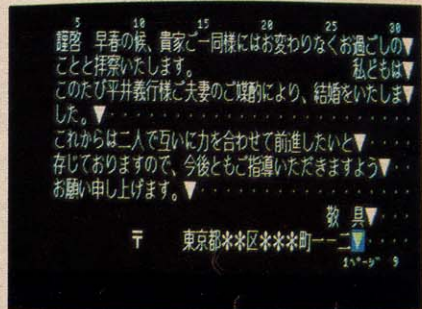 5 10 15 20 25 30
謹啓 早春の候、貴家ご一同様にはお変わりなくお過ごしの▼
ことと拝察いたします。 私どもは▼
このたび平井義行様ご夫妻のご媒酌により、結婚をいたしま▼
した。▼
これからは二人で互いに力を合わせて前進したいと▼
存じておりますので、今後ともご指導いただきますよう▼
お願い申し上げます。▼
敬 具▼
〒 東京都**区***町一ー二▼
1ページ 9